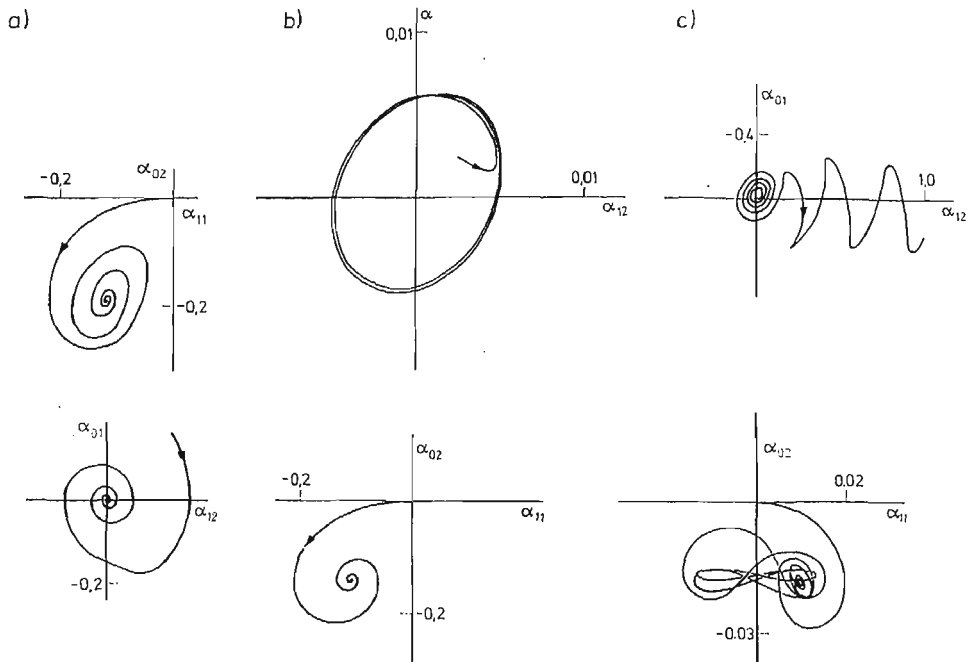 a)
b)
c)
α
0,01
0,01
α₁₂
α₀₁
-0,4
1,0
α₁₂
-0,2
α₀₂
α₁₁
-0,2
α₀₁
α₁₂
-0,2
-0,2
α₀₂
α₁₁
-0,2
α₀₂
0.02
α₁₁
-0.03